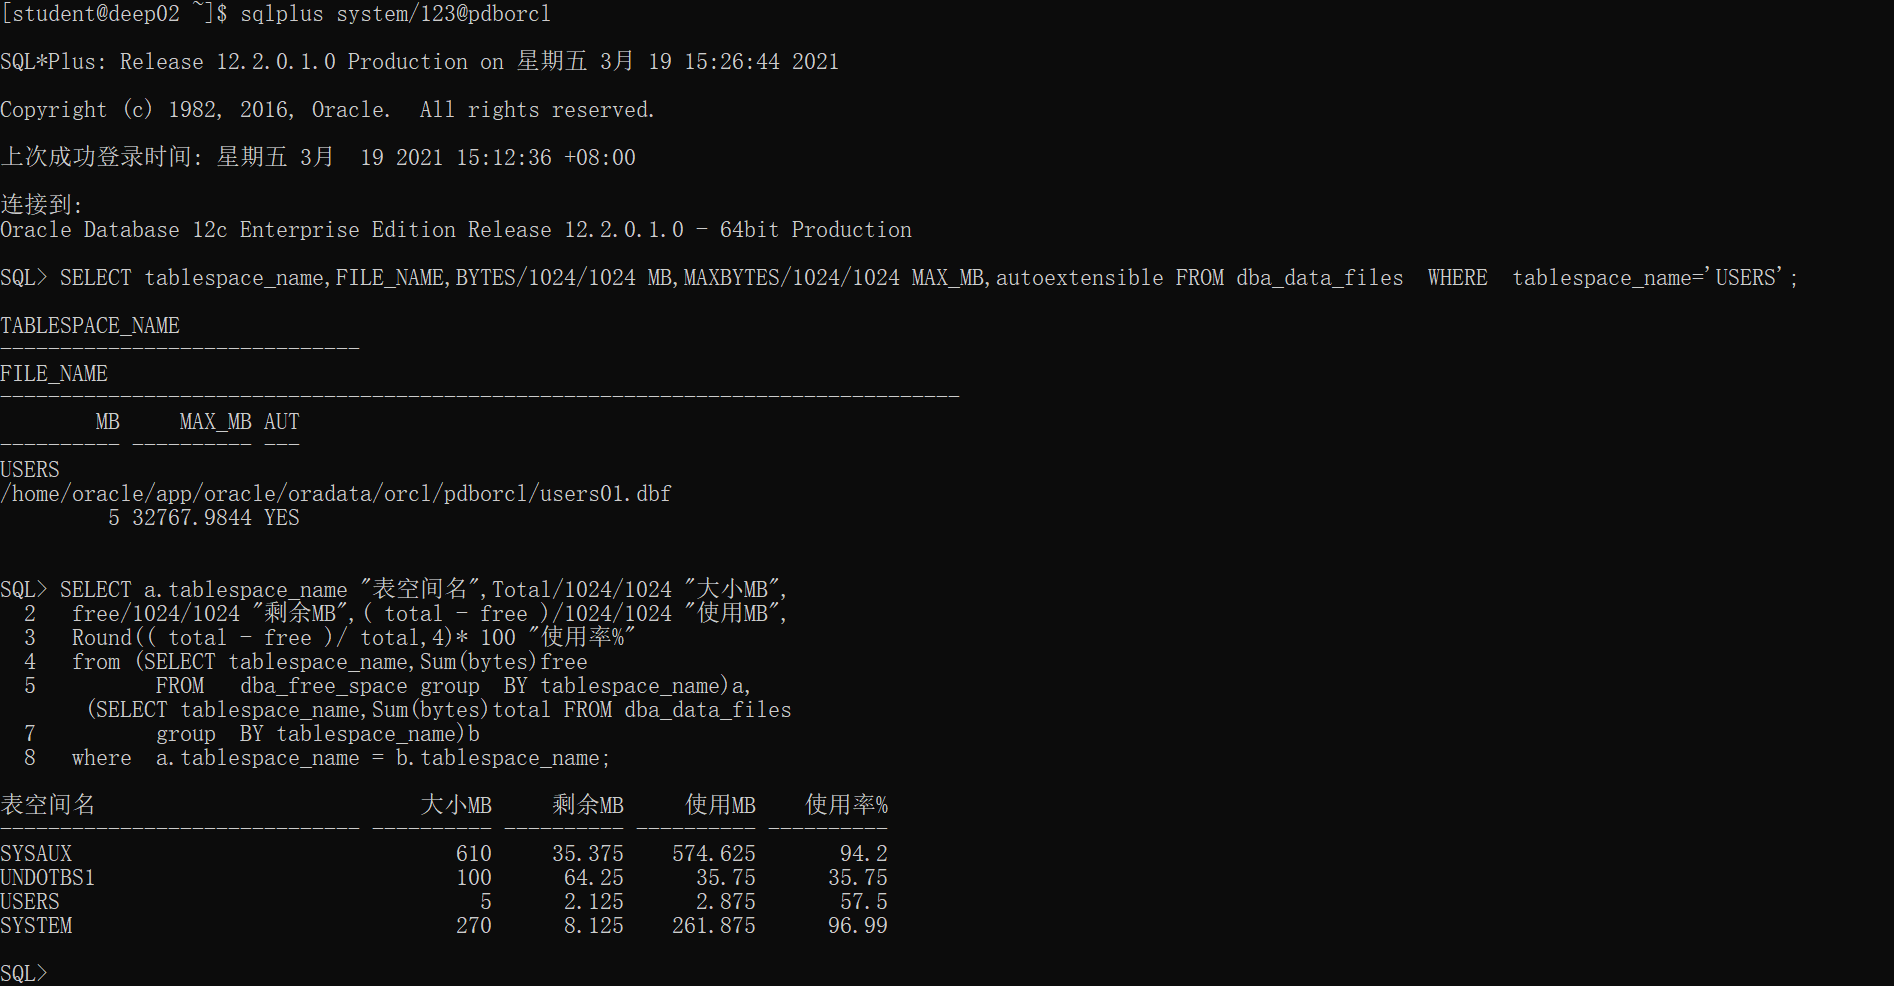 [student@deep02 ~]$ sqlplus system/123@pdborcl
SQL*Plus: Release 12.2.0.1.0 Production on 星期五 3月 19 15:26:44 2021
Copyright (c) 1982, 2016, Oracle.  All rights reserved.
上次成功登录时间: 星期五 3月  19 2021 15:12:36 +08:00
连接到:
Oracle Database 12c Enterprise Edition Release 12.2.0.1.0 - 64bit Production
SQL> SELECT tablespace_name,FILE_NAME,BYTES/1024/1024 MB,MAXBYTES/1024/1024 MAX_MB,autoextensible FROM dba_data_files  WHERE  tablespace_name='USERS';
TABLESPACE_NAME
------------------------------
FILE_NAME
--------------------------------------------------------------------------------
        MB     MAX_MB AUT
---------- ---------- ---
USERS
/home/oracle/app/oracle/oradata/orcl/pdborcl/users01.dbf
         5 32767.9844 YES
SQL> SELECT a.tablespace_name "表空间名",Total/1024/1024 "大小MB",
  2   free/1024/1024 "剩余MB",( total - free )/1024/1024 "使用MB",
  3   Round(( total - free )/ total,4)* 100 "使用率%"
  4   from (SELECT tablespace_name,Sum(bytes)free
  5          FROM   dba_free_space group  BY tablespace_name)a,
       (SELECT tablespace_name,Sum(bytes)total FROM dba_data_files
  7          group  BY tablespace_name)b
  8   where  a.tablespace_name = b.tablespace_name;
表空间名                           大小MB     剩余MB     使用MB    使用率%
------------------------------ ---------- ---------- ---------- ----------
SYSAUX                                610     35.375    574.625       94.2
UNDOTBS1                              100      64.25      35.75      35.75
USERS                                   5      2.125      2.875       57.5
SYSTEM                                270      8.125    261.875      96.99
SQL>